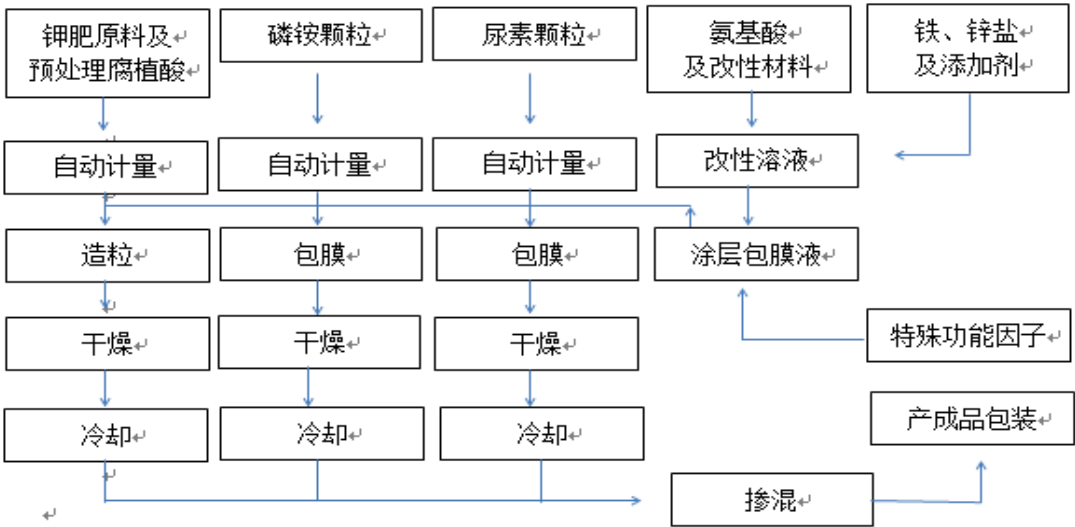 钾肥原料及
预处理腐植酸
磷铵颗粒
尿素颗粒
氨基酸
及改性材料
铁、锌盐
及添加剂
自动计量
自动计量
自动计量
改性溶液
造粒
包膜
包膜
涂层包膜液
干燥
干燥
干燥
特殊功能因子
冷却
冷却
冷却
产成品包装
掺混